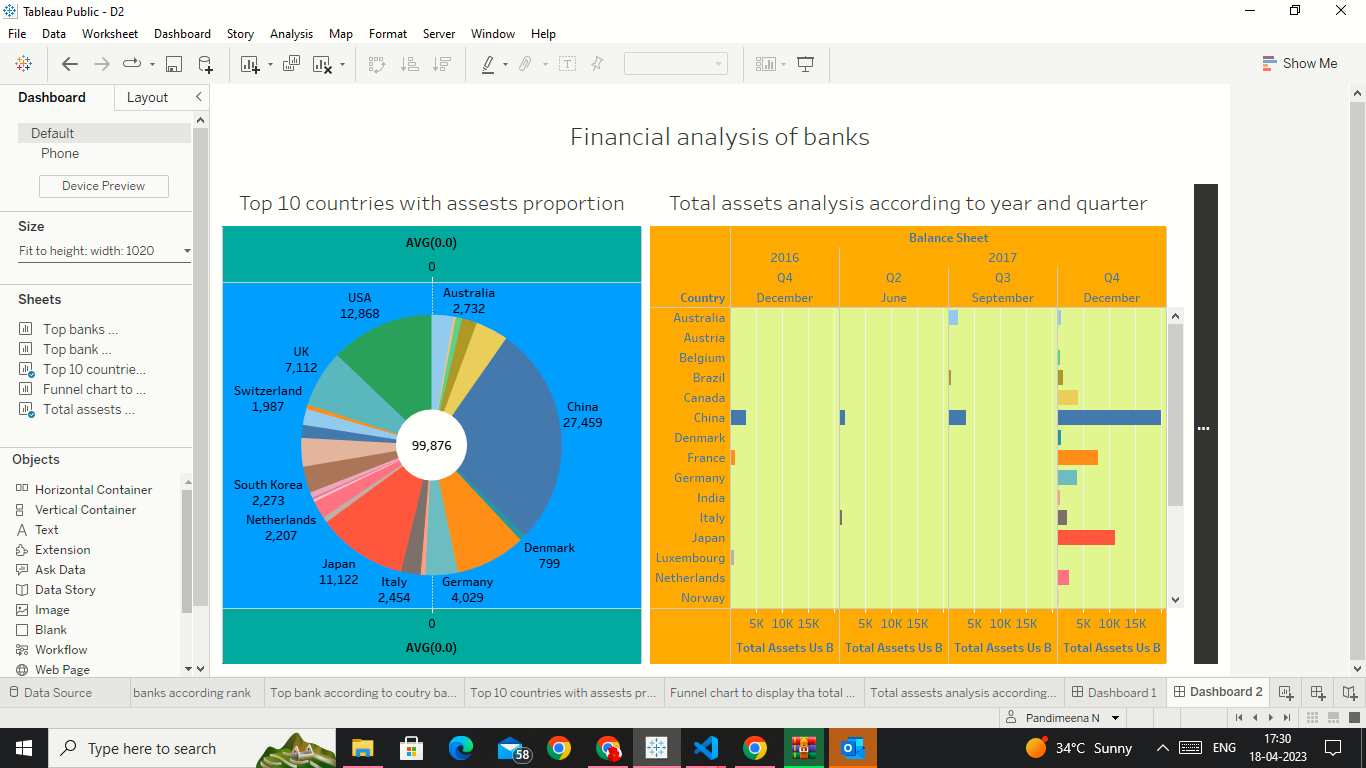 Tableau Public - D2
File Data Worksheet Dashboard Story Analysis Map Format Server Window Help
Show Me
Dashboard Layout
Default
Phone
Device Preview
Size
Fit to height: width: 1020
Sheets
Top banks ...
Top bank ...
Top 10 countrie...
Funnel chart to ...
Total assests ...
Objects
Horizontal Container
Vertical Container
Text
Extension
Ask Data
Data Story
Image
Blank
Workflow
Web Page
Financial analysis of banks
Top 10 countries with assests proportion
AVG(0.0)
0
USA
12,868
Australia
2,732
UK
7,112
Switzerland
1,987
China
27,459
99,876
South Korea
2,273
Netherlands
2,207
Japan
11,122
Italy
2,454
Germany
4,029
Denmark
799
0
AVG(0.0)
Total assets analysis according to year and quarter
Balance Sheet
2016 2017
Q4 Q2 Q3 Q4
Country December June September December
Australia
Austria
Belgium
Brazil
Canada
China
Denmark
France
Germany
India
Italy
Japan
Luxembourg
Netherlands
Norway
5K 10K 15K 5K 10K 15K 5K 10K 15K 5K 10K 15K
Total Assets Us B Total Assets Us B Total Assets Us B Total Assets Us B
...
Data Source banks according rank Top bank according to coutry ba... Top 10 countries with assests pr... Funnel chart to display tha total ... Total assests analysis according... Dashboard 1 Dashboard 2
Pandimeena N
Type here to search
58
34°C Sunny
ENG
17:30
18-04-2023